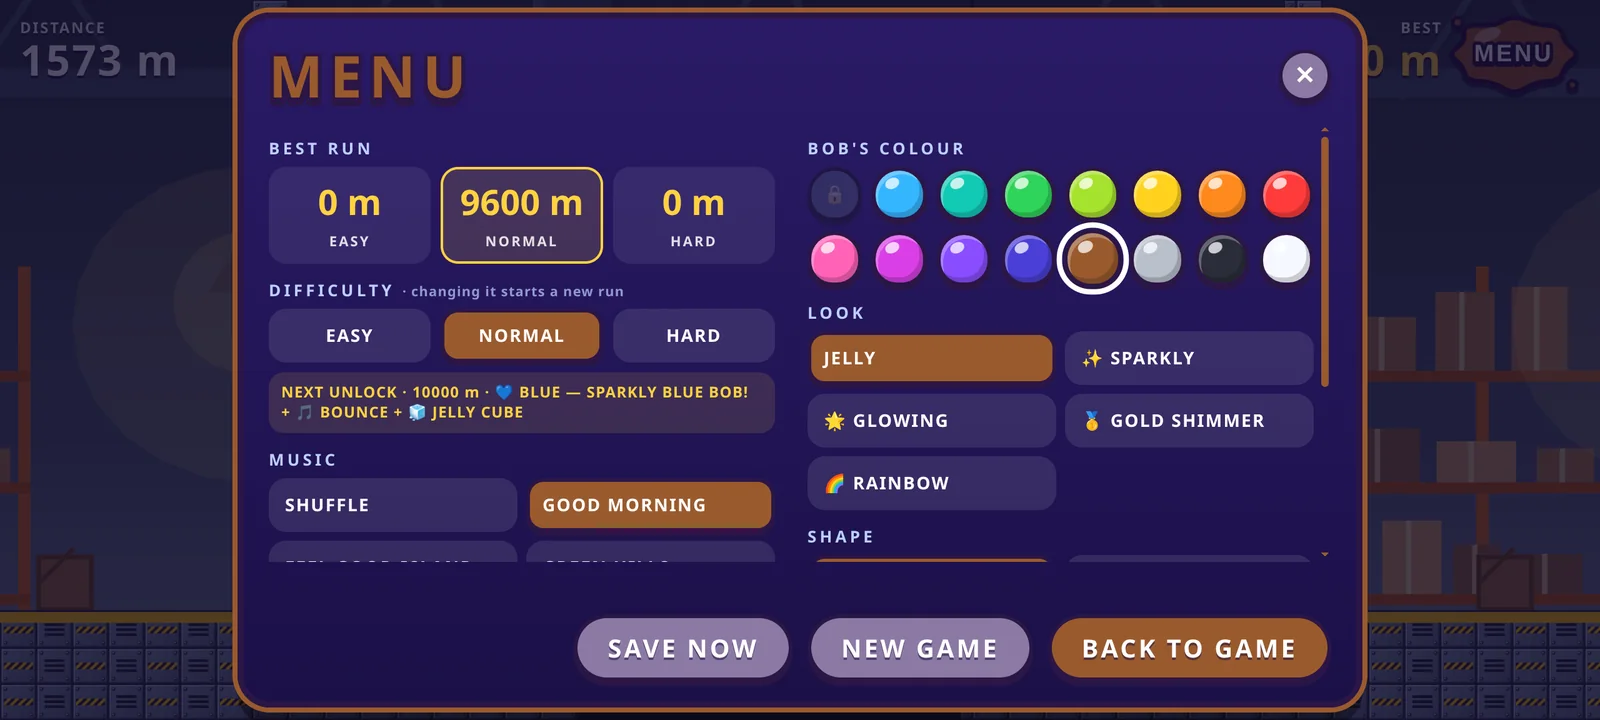 DISTANCE
1573 m
BEST
0 m
MENU
MENU
BEST RUN
0 m
EASY
9600 m
NORMAL
0 m
HARD
DIFFICULTY · changing it starts a new run
EASY
NORMAL
HARD
NEXT UNLOCK · 10000 m · 💙 BLUE — SPARKLY BLUE BOB!
+ 🎵 BOUNCE + 🧊 JELLY CUBE
MUSIC
SHUFFLE
GOOD MORNING
BOB'S COLOUR
LOOK
JELLY
✨ SPARKLY
🌟 GLOWING
🥇 GOLD SHIMMER
🌈 RAINBOW
SHAPE
SAVE NOW
NEW GAME
BACK TO GAME